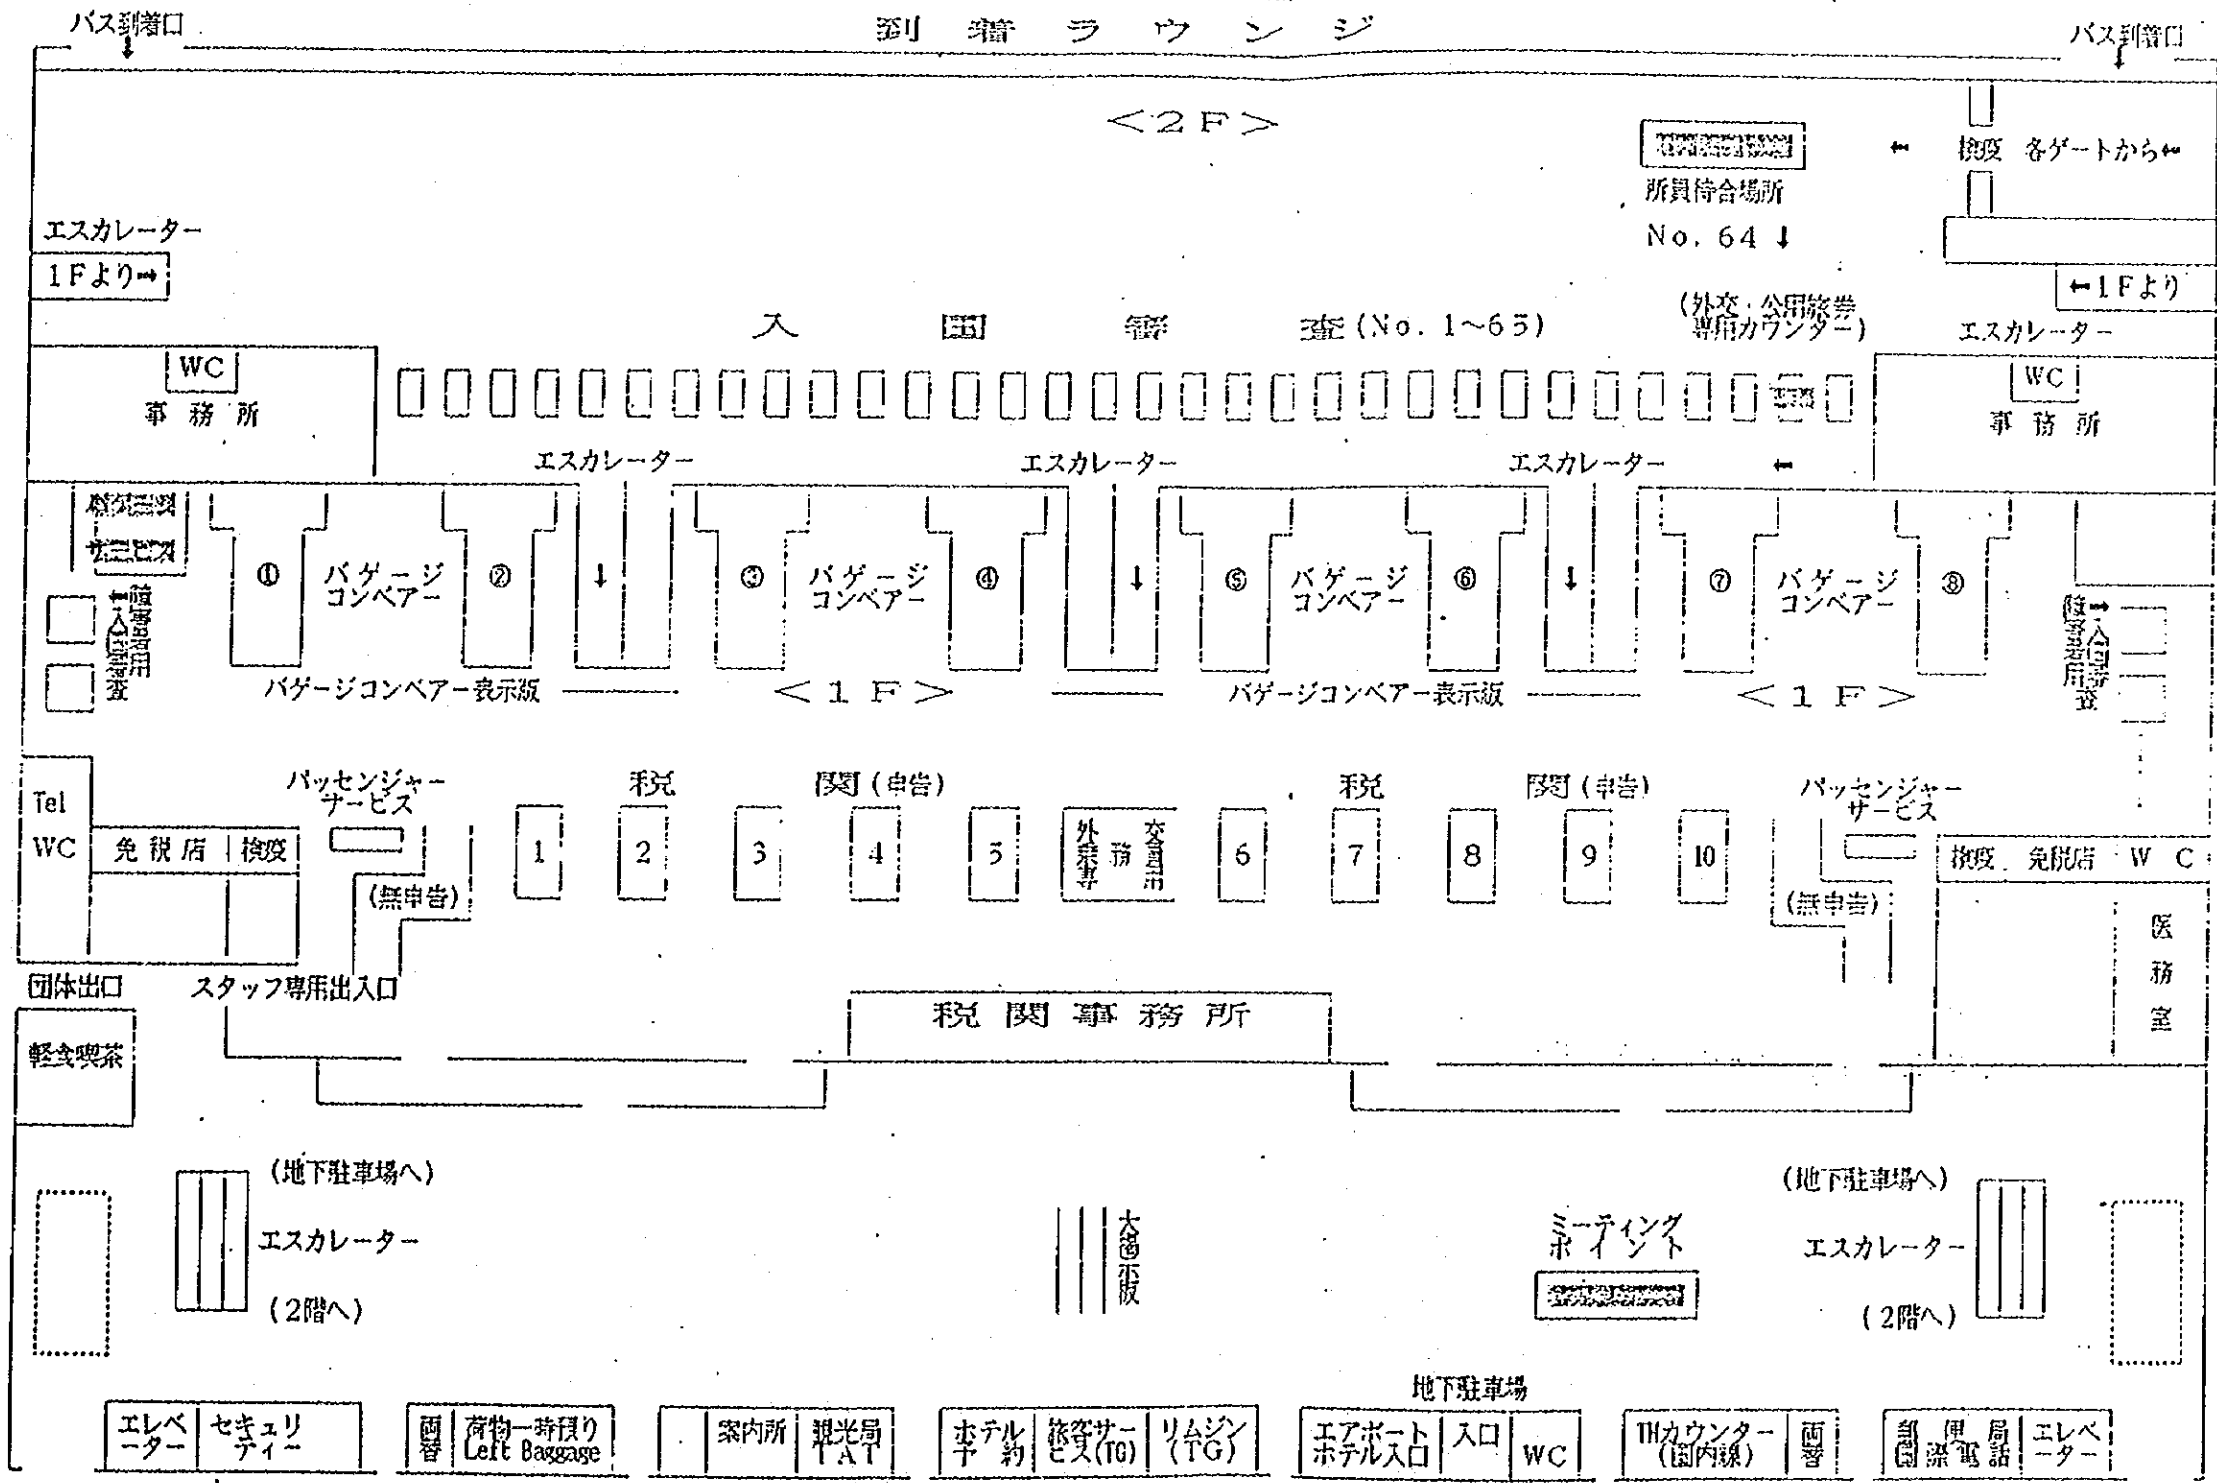 バス到着口
到着ラウンジ
バス到着口
<2F>
検疫 各ゲートから
所員待合場所
No. 64
エスカレーター
1Fより
1Fより
(外交・公用旅券
専用カウンター)
エスカレーター
入国審査(No. 1~65)
WC
事務所
WC
事務所
エスカレーター
エスカレーター
エスカレーター
サービス
① バゲージ
コンベアー ②
③ バゲージ
コンベアー ④
⑤ バゲージ
コンベアー ⑥
⑦ バゲージ
コンベアー ⑧
入国審査
入国審査
バゲージコンベアー表示版
<1F>
バゲージコンベアー表示版
<1F>
Tel
WC
免税店
検疫
パッセンジャー
サービス
(無申告)
税関(申告)
税関(申告)
1
2
3
4
5
6
7
8
9
10
パッセンジャー
サービス
(無申告)
検疫
免税店
WC
医務室
団体出口
スタッフ専用出入口
税関事務所
軽食喫茶
(地下駐車場へ)
エスカレーター
(2階へ)
大掲示板
ミーティング
ポイント
(地下駐車場へ)
エスカレーター
(2階へ)
地下駐車場
エレベ
ーター
セキュリ
ティー
両替
荷物一時預り
Left Baggage
案内所
観光局
TAT
ホテル
予約
旅客サー
ビス(TG)
リムジン
(TG)
エアポート
ホテル入口
入口
WC
THカウンター
(国内線)
両替
郵便局
国際電話
エレベ
ーター